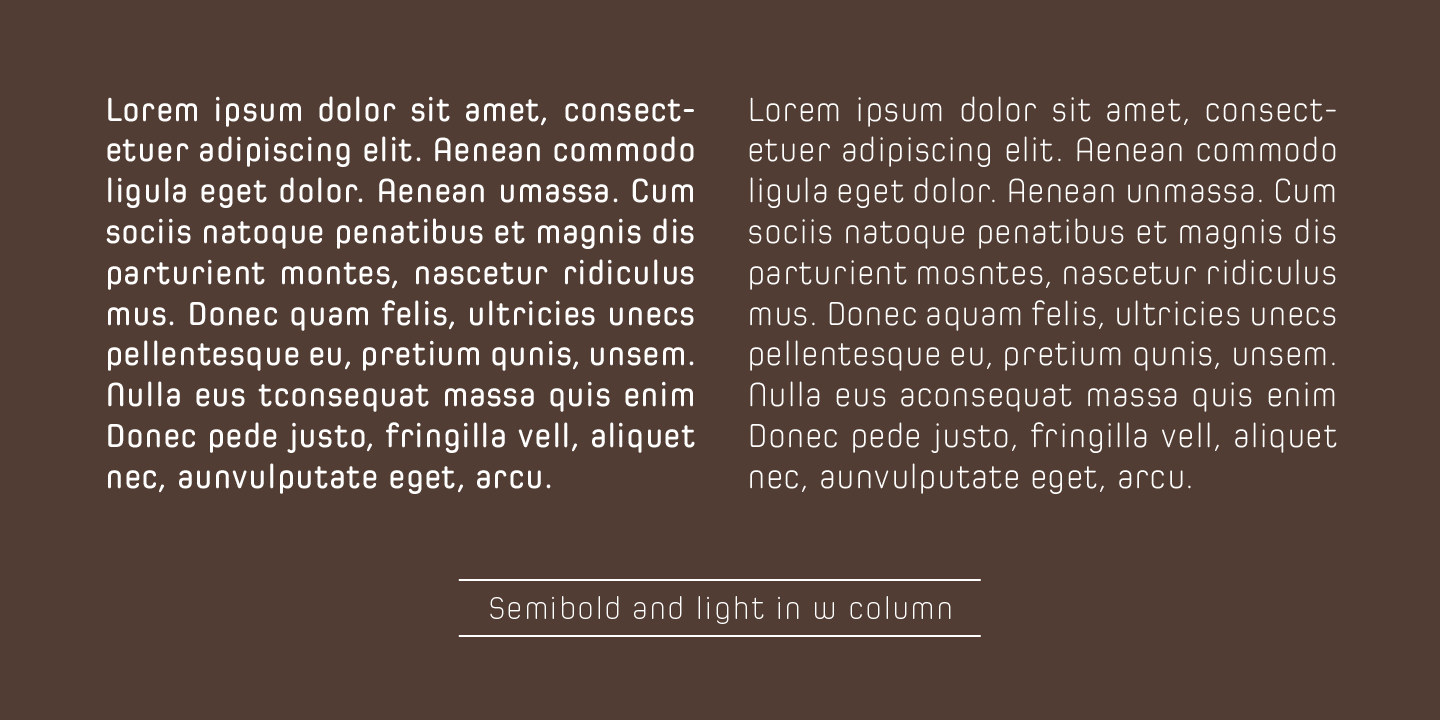 Lorem ipsum dolor sit amet, consect-
etuer adipiscing elit. Aenean commodo
ligula eget dolor. Aenean umassa. Cum
sociis natoque penatibus et magnis dis
parturient montes, nascetur ridiculus
mus. Donec quam felis, ultricies unecs
pellentesque eu, pretium qunis, unsem.
Nulla eus tconsequat massa quis enim
Donec pede justo, fringilla vell, aliquet
nec, aunvulputate eget, arcu.
Lorem ipsum dolor sit amet, consect-
etuer adipiscing elit. Aenean commodo
ligula eget dolor. Aenean unmassa. Cum
sociis natoque penatibus et magnis dis
parturient mosntes, nascetur ridiculus
mus. Donec aquam felis, ultricies unecs
pellentesque eu, pretium qunis, unsem.
Nulla eus aconsequat massa quis enim
Donec pede justo, fringilla vell, aliquet
nec, aunvulputate eget, arcu.
Semibold and light in w column